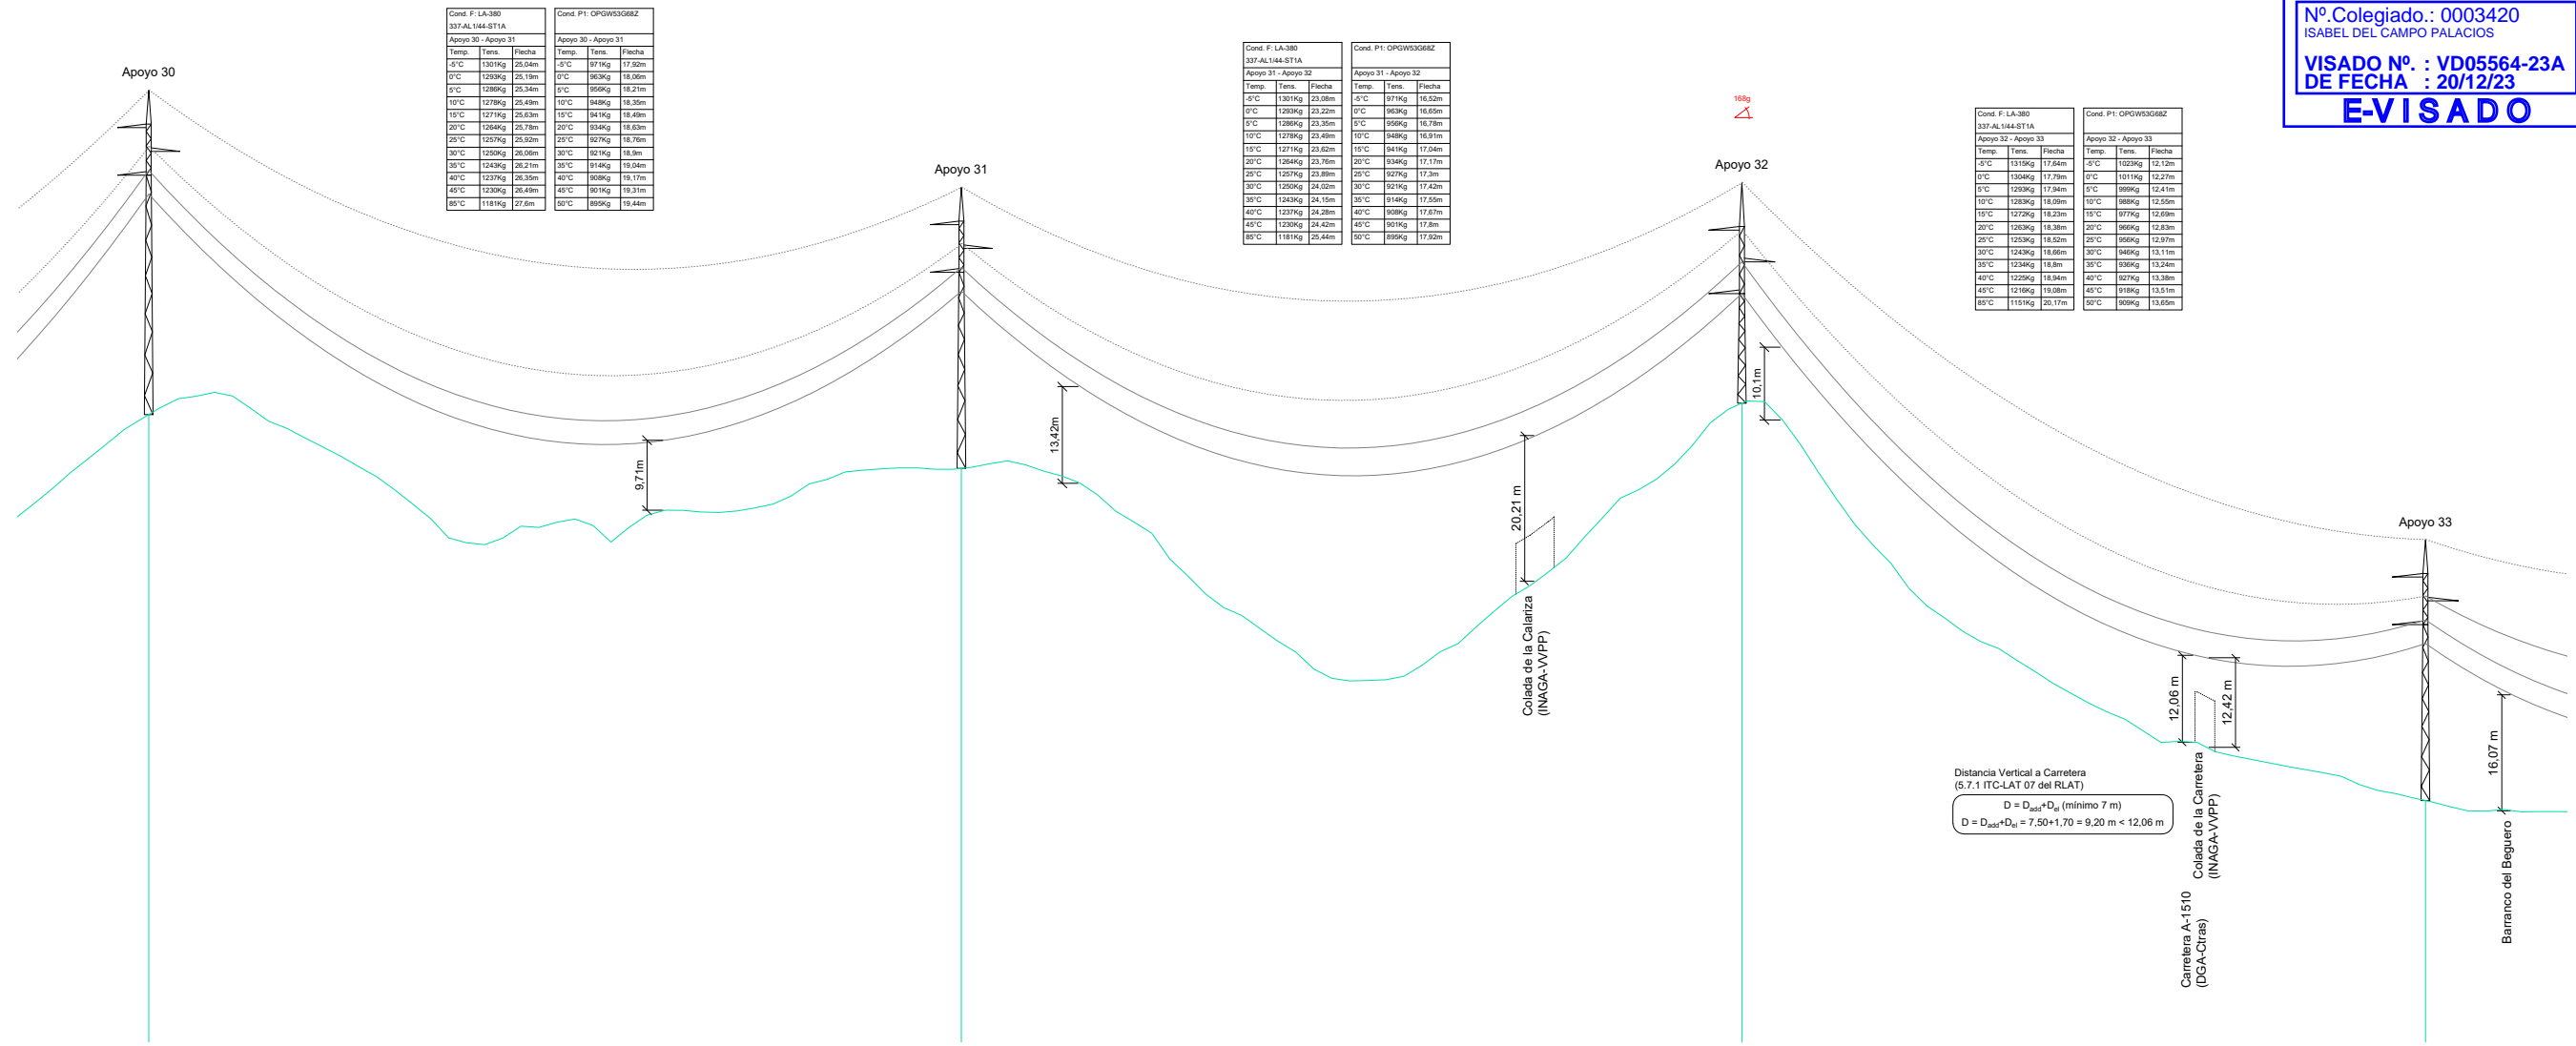 Nº.Colegiado.: 0003420
ISABEL DEL CAMPO PALACIOS
VISADO Nº. : VD05564-23A
DE FECHA : 20/12/23
E-VISADO
Apoyo 30
Cond. F: LA-380
337-AL1/44-ST1A
Apoyo 30 - Apoyo 31
Temp. Tens. Flecha
-5°C 1301Kg 25,04m
0°C 1293Kg 25,19m
5°C 1286Kg 25,34m
10°C 1278Kg 25,49m
15°C 1271Kg 25,63m
20°C 1264Kg 25,78m
25°C 1257Kg 25,92m
30°C 1250Kg 26,06m
35°C 1243Kg 26,21m
40°C 1237Kg 26,35m
45°C 1230Kg 26,49m
85°C 1181Kg 27,6m
Cond. P1: OPGW53G68Z
Apoyo 30 - Apoyo 31
Temp. Tens. Flecha
-5°C 971Kg 17,92m
0°C 963Kg 18,06m
5°C 956Kg 18,21m
10°C 948Kg 18,35m
15°C 941Kg 18,49m
20°C 934Kg 18,63m
25°C 927Kg 18,76m
30°C 921Kg 18,9m
35°C 914Kg 19,04m
40°C 908Kg 19,17m
45°C 901Kg 19,31m
50°C 895Kg 19,44m
Apoyo 31
Cond. F: LA-380
337-AL1/44-ST1A
Apoyo 31 - Apoyo 32
Temp. Tens. Flecha
-5°C 1301Kg 23,08m
0°C 1293Kg 23,22m
5°C 1286Kg 23,35m
10°C 1278Kg 23,49m
15°C 1271Kg 23,62m
20°C 1264Kg 23,76m
25°C 1257Kg 23,89m
30°C 1250Kg 24,02m
35°C 1243Kg 24,15m
40°C 1237Kg 24,28m
45°C 1230Kg 24,42m
85°C 1181Kg 25,44m
Cond. P1: OPGW53G68Z
Apoyo 31 - Apoyo 32
Temp. Tens. Flecha
-5°C 971Kg 16,52m
0°C 963Kg 16,65m
5°C 956Kg 16,78m
10°C 948Kg 16,91m
15°C 941Kg 17,04m
20°C 934Kg 17,17m
25°C 927Kg 17,3m
30°C 921Kg 17,42m
35°C 914Kg 17,55m
40°C 908Kg 17,67m
45°C 901Kg 17,8m
50°C 895Kg 17,92m
168g
Apoyo 32
Cond. F: LA-380
337-AL1/44-ST1A
Apoyo 32 - Apoyo 33
Temp. Tens. Flecha
-5°C 1315Kg 17,64m
0°C 1304Kg 17,79m
5°C 1293Kg 17,94m
10°C 1283Kg 18,09m
15°C 1272Kg 18,23m
20°C 1263Kg 18,38m
25°C 1253Kg 18,52m
30°C 1243Kg 18,66m
35°C 1234Kg 18,8m
40°C 1225Kg 18,94m
45°C 1216Kg 19,08m
85°C 1151Kg 20,17m
Cond. P1: OPGW53G68Z
Apoyo 32 - Apoyo 33
Temp. Tens. Flecha
-5°C 1023Kg 12,12m
0°C 1011Kg 12,27m
5°C 999Kg 12,41m
10°C 988Kg 12,55m
15°C 977Kg 12,69m
20°C 966Kg 12,83m
25°C 956Kg 12,97m
30°C 946Kg 13,11m
35°C 936Kg 13,24m
40°C 927Kg 13,38m
45°C 918Kg 13,51m
50°C 909Kg 13,65m
Apoyo 33
9,71m
13,42m
20,21 m
10,1m
12,06 m
12,42 m
16,07 m
Colada de la Calariza
(INAGA-VVPP)
Distancia Vertical a Carretera
(5.7.1 ITC-LAT 07 del RLAT)
D = Dadd+Del (mínimo 7 m)
D = Dadd+Del = 7,50+1,70 = 9,20 m < 12,06 m
Carretera A-1510
(DGA-Ctras)
Colada de la Carretera
(INAGA-VVPP)
Barranco del Beguero